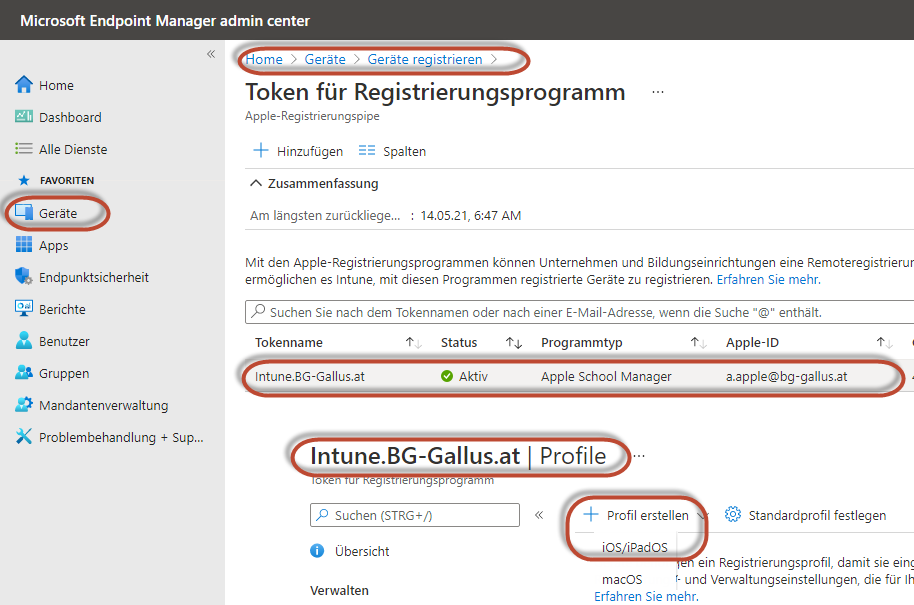 Microsoft Endpoint Manager admin center
«
Home
Dashboard
Alle Dienste
FAVORITEN
Geräte
Apps
Endpunktsicherheit
Berichte
Benutzer
Gruppen
Mandantenverwaltung
Problembehandlung + Sup...
Home > Geräte > Geräte registrieren >
Token für Registrierungsprogramm ...
Apple-Registrierungspipe
+ Hinzufügen Spalten
Zusammenfassung
Am längsten zurückliege... : 14.05.21, 6:47 AM
Mit den Apple-Registrierungsprogrammen können Unternehmen und Bildungseinrichtungen eine Remoteregistrierun
ermöglichen es Intune, mit diesen Programmen registrierte Geräte zu registrieren. Erfahren Sie mehr.
Suchen Sie nach dem Tokennamen oder nach einer E-Mail-Adresse, wenn die Suche "@" enthält.
Tokenname ↑↓ Status ↑↓ Programmtyp ↑↓ Apple-ID ↑↓
Intune.BG-Gallus.at Aktiv Apple School Manager a.apple@bg-gallus.at
Intune.BG-Gallus.at | Profile ...
Token für Registrierungsprogramm
Suchen (STRG+/) «
Übersicht
Verwalten
+ Profil erstellen Standardprofil festlegen
iOS/iPadOS
macOS
en ein Registrierungsprofil, damit sie eing
- und Verwaltungseinstellungen, die für Ih
Erfahren Sie mehr.